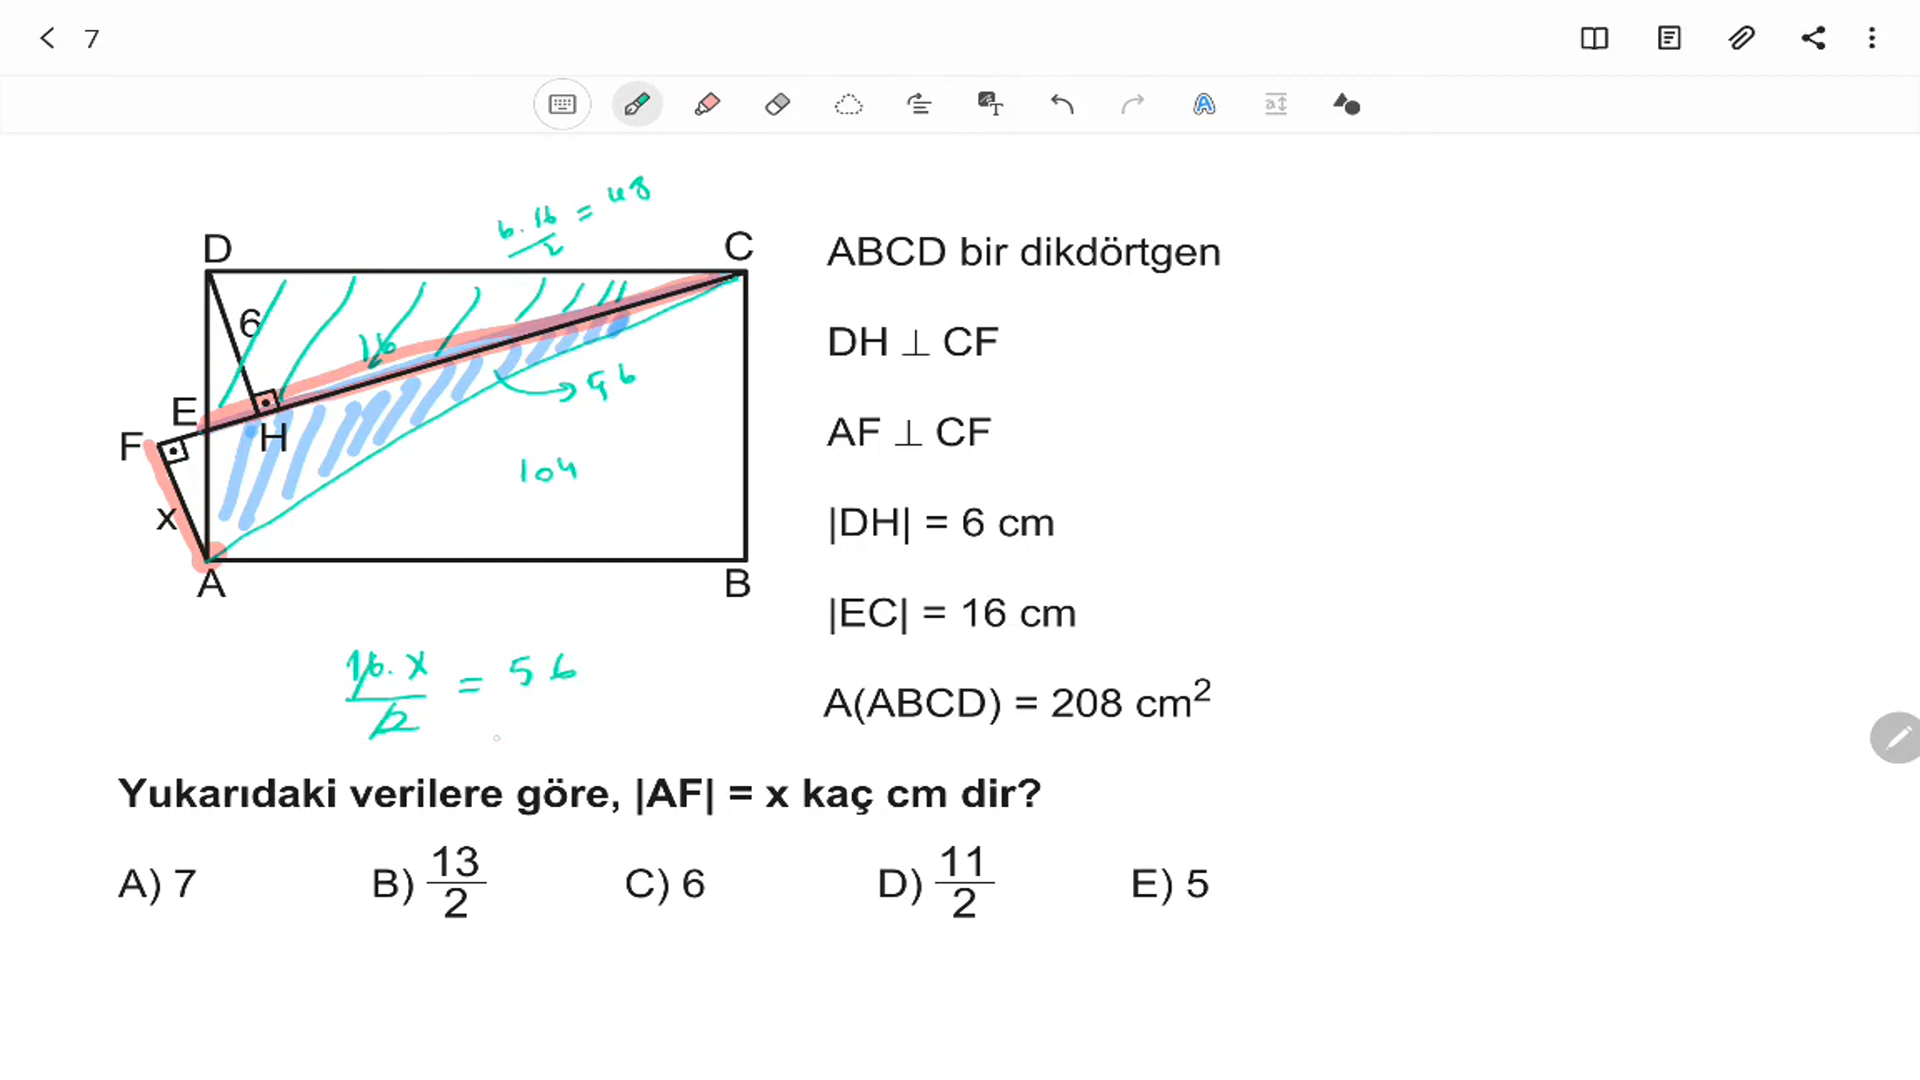 7
6 . 16 = 48
2
D
C
6
16
E
F
H
56
x
104
A
B
ABCD bir dikdörtgen
DH ⊥ CF
AF ⊥ CF
|DH| = 6 cm
|EC| = 16 cm
A(ABCD) = 208 cm²
16. x = 56
2
Yukarıdaki verilere göre, |AF| = x kaç cm dir?
A) 7 B) 13/2 C) 6 D) 11/2 E) 5